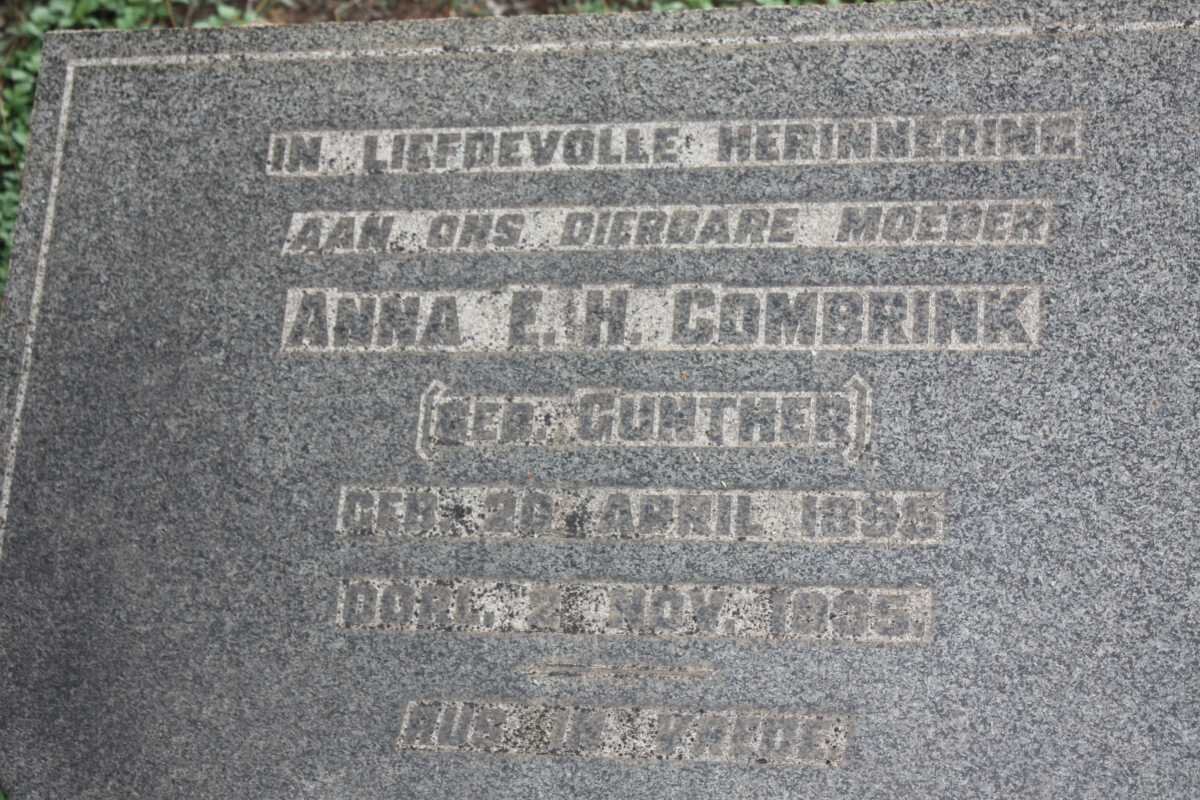 IN LIEFDEVOLLE HERINNERING
AAN ONS DIERBARE MOEDER
ANNA E. H. COMBRINK
(GEB. GUNTHER)
GEB. APRIL
OORL. 2 NOV.
RUS IN VREDE